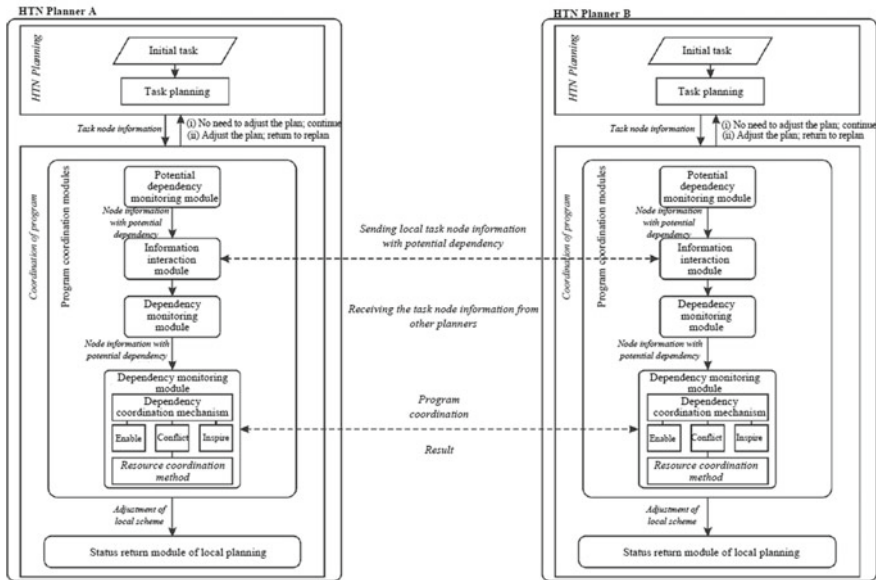 HTN Planner A
HTN Planning
Initial task
Task planning
Task node information
(i) No need to adjust the plan; continue
(ii) Adjust the plan; return to replan
Coordination of program
Program coordination modules
Potential
dependency
monitoring module
Node information
with potential
dependency
Information
interaction
module
Dependency
monitoring
module
Node information with
potential dependency
Dependency monitoring
module
Dependency
coordination mechanism
Enable
Conflict
Inspire
Resource coordination
method
Adjustment of
local scheme
Status return module of local planning
Sending local task node information
with potential dependency
Receiving the task node information from
other planners
Program
coordination
Result
HTN Planner B
HTN Planning
Initial task
Task planning
Task node information
(i) No need to adjust the plan; continue
(ii) Adjust the plan; return to replan
Coordination of program
Program coordination modules
Potential
dependency
monitoring module
Node information
with potential
dependency
Information
interaction
module
Dependency
monitoring
module
Node information with
potential dependency
Dependency monitoring
module
Dependency
coordination mechanism
Enable
Conflict
Inspire
Resource coordination
method
Adjustment of
local scheme
Status return module of local planning